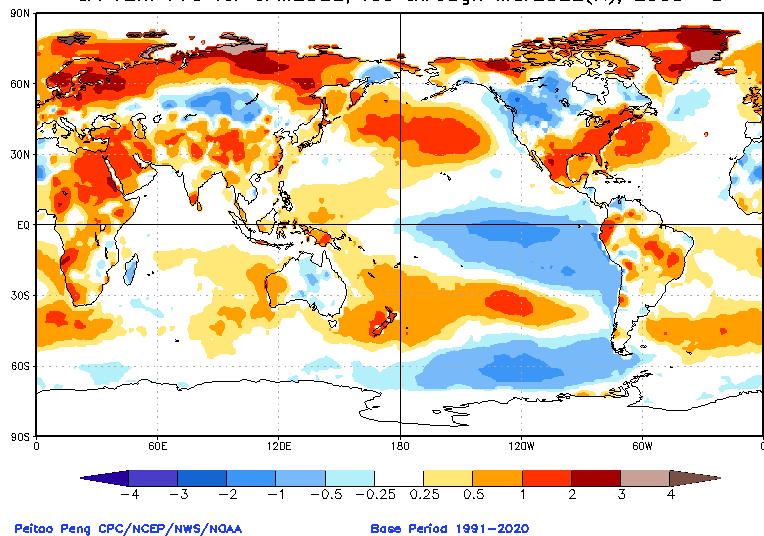 90N
60N
30N
EQ
30S
60S
90S
0 60E 120E 180 120W 60W 0
-4 -3 -2 -1 -0.5 -0.25 0.25 0.5 1 2 3 4
Peitao Peng CPC/NCEP/NWS/NOAA Base Period 1991-2020